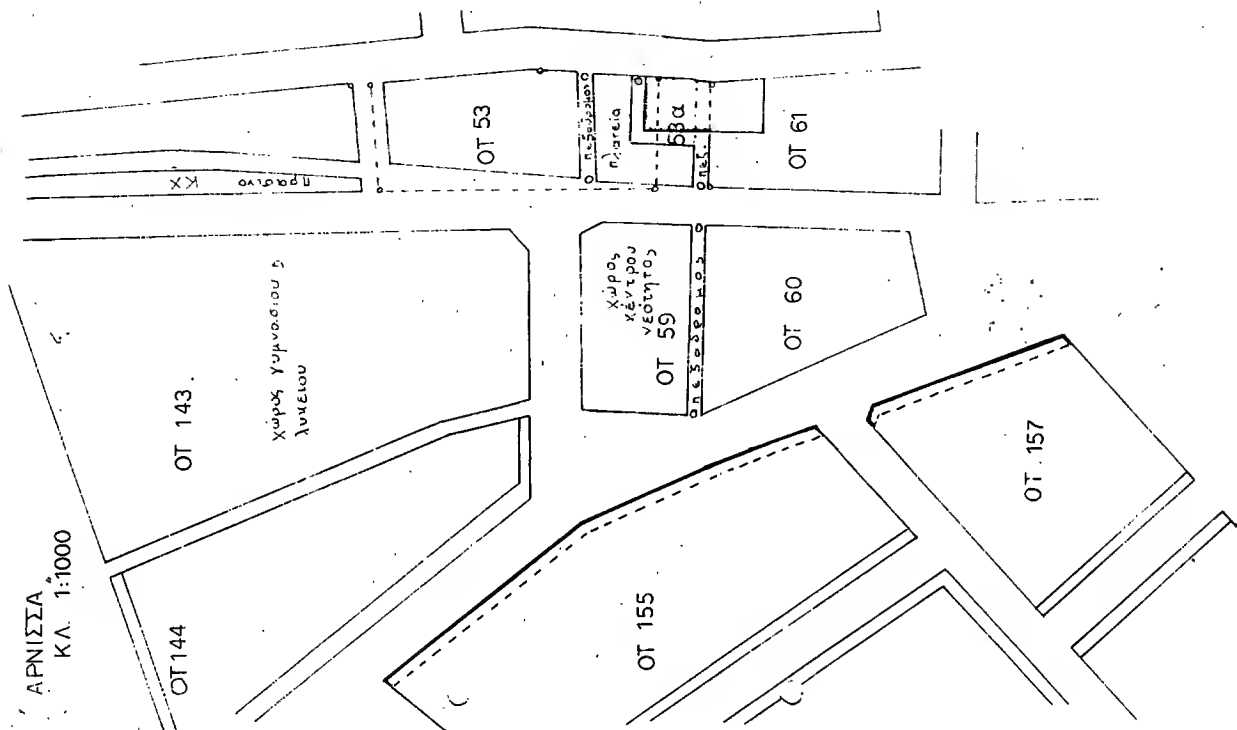 ΑΡΝΙΣΣΑ
ΚΛ. 1:1000
ΟΤ 144
ΟΤ 143.
χώρος γυμνασίου &
λυκείου
πράσινο
ΚΧ
ΟΤ 53
πεζόδρομος
πλατεία
53α
πεζ.
ΟΤ 61
χώρος
κέντρου
νεότητος
ΟΤ 59
πεζόδρομος
ΟΤ 60
ΟΤ 155
ΟΤ. 157